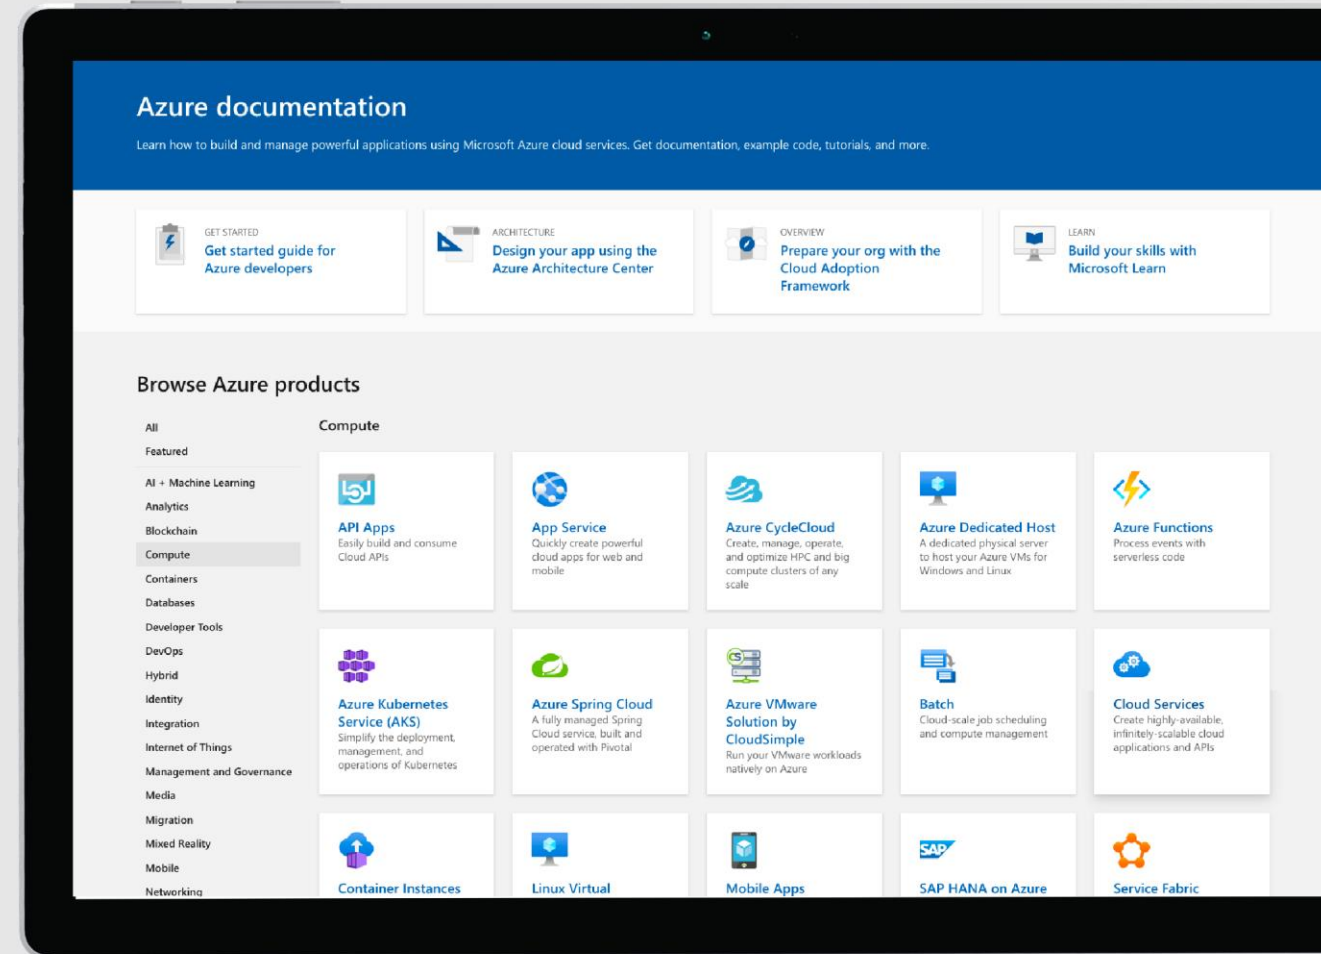 Azure documentation
Learn how to build and manage powerful applications using Microsoft Azure cloud services. Get documentation, example code, tutorials, and more.
GET STARTED
Get started guide for
Azure developers
ARCHITECTURE
Design your app using the
Azure Architecture Center
OVERVIEW
Prepare your org with the
Cloud Adoption
Framework
LEARN
Build your skills with
Microsoft Learn
Browse Azure products
All
Featured
AI + Machine Learning
Analytics
Blockchain
Compute
Containers
Databases
Developer Tools
DevOps
Hybrid
Identity
Integration
Internet of Things
Management and Governance
Media
Migration
Mixed Reality
Mobile
Networking
Compute
API Apps
Easily build and consume
Cloud APIs
App Service
Quickly create powerful
cloud apps for web and
mobile
Azure CycleCloud
Create, manage, operate,
and optimize HPC and big
compute clusters of any
scale
Azure Dedicated Host
A dedicated physical server
to host your Azure VMs for
Windows and Linux
Azure Functions
Process events with
serverless code
Azure Kubernetes
Service (AKS)
Simplify the deployment,
management, and
operations of Kubernetes
Azure Spring Cloud
A fully managed Spring
Cloud service, built and
operated with Pivotal
CS
Azure VMware
Solution by
CloudSimple
Run your VMware workloads
natively on Azure
Batch
Cloud-scale job scheduling
and compute management
Cloud Services
Create highly-available,
infinitely-scalable cloud
applications and APIs
Container Instances
Linux Virtual
Mobile Apps
SAP
SAP HANA on Azure
Service Fabric